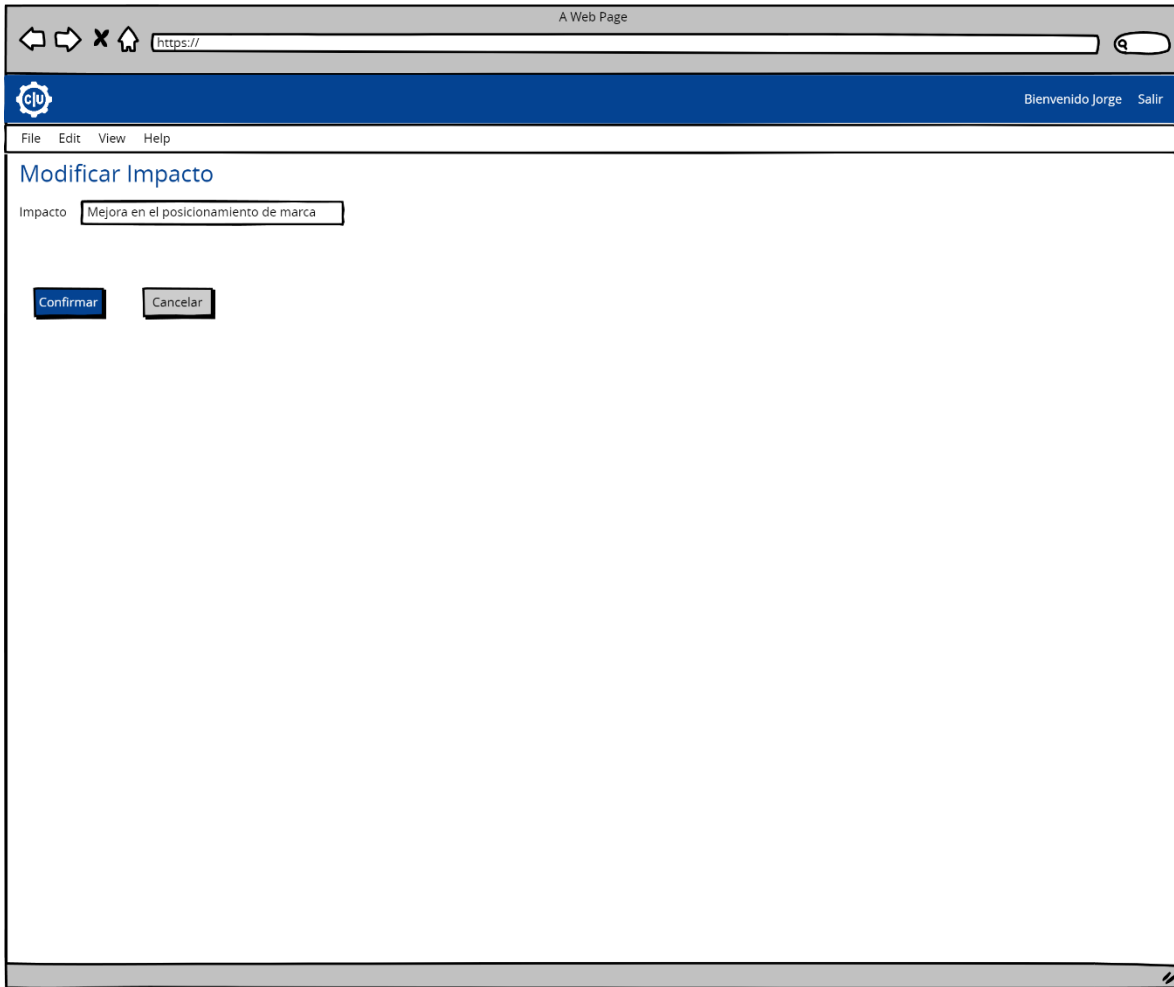 A Web Page
https://
c|u
Bienvenido Jorge Salir
File Edit View Help
Modificar Impacto
Impacto Mejora en el posicionamiento de marca
Confirmar Cancelar